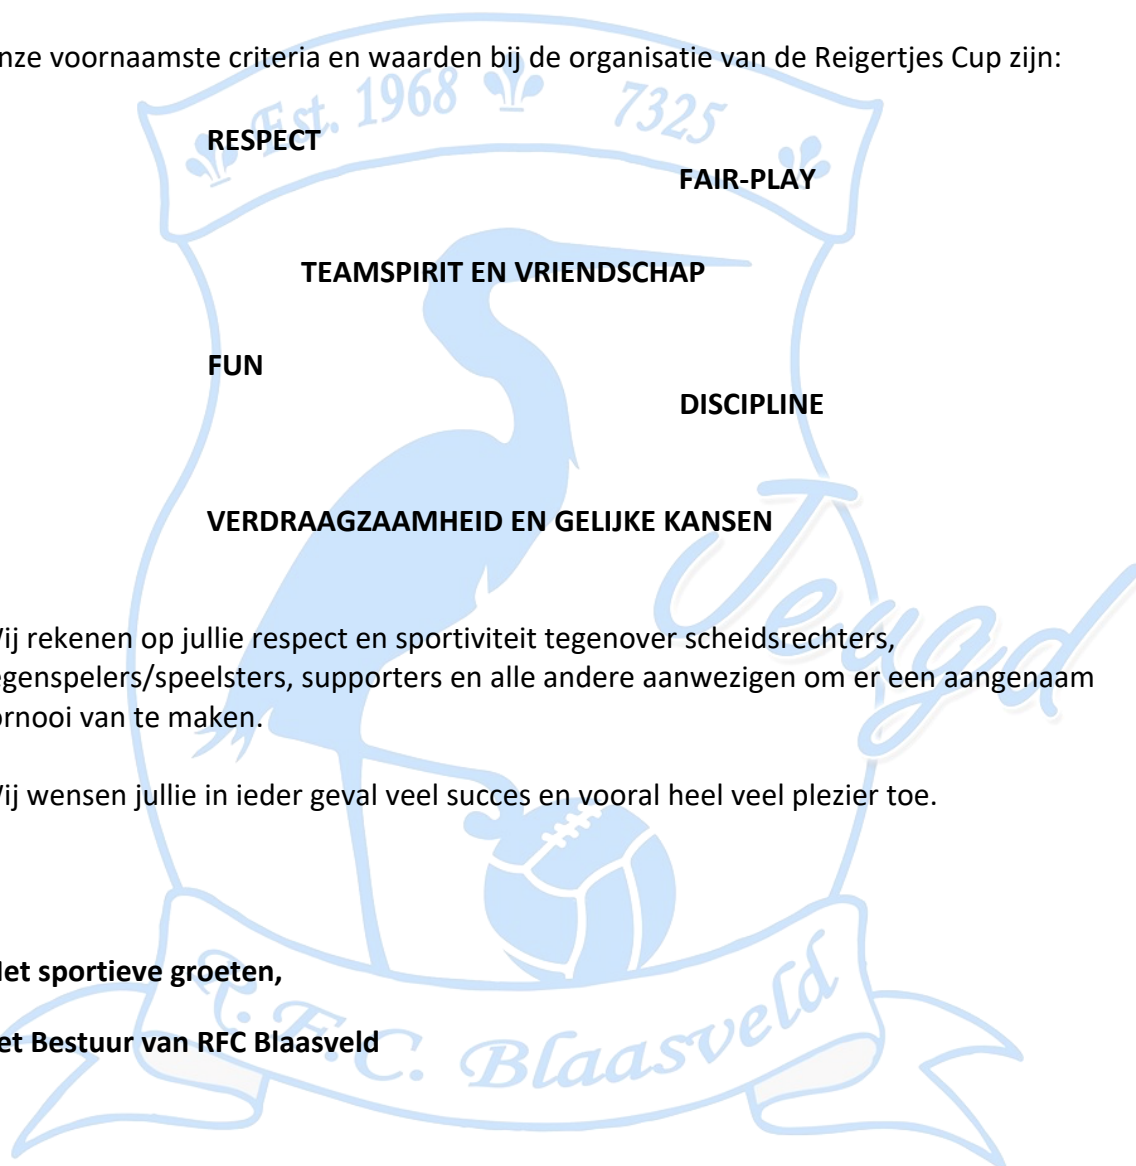 nze voornaamste criteria en waarden bij de organisatie van de Reigertjes Cup zijn:
Est. 1968 7325
RESPECT
FAIR-PLAY
TEAMSPIRIT EN VRIENDSCHAP
FUN
DISCIPLINE
VERDRAAGZAAMHEID EN GELIJKE KANSEN
Jeugd
ij rekenen op jullie respect en sportiviteit tegenover scheidsrechters,
egenspelers/speelsters, supporters en alle andere aanwezigen om er een aangenaam
ornooi van te maken.
ij wensen jullie in ieder geval veel succes en vooral heel veel plezier toe.
et sportieve groeten,
et Bestuur van RFC Blaasveld
R.F.C. Blaasveld